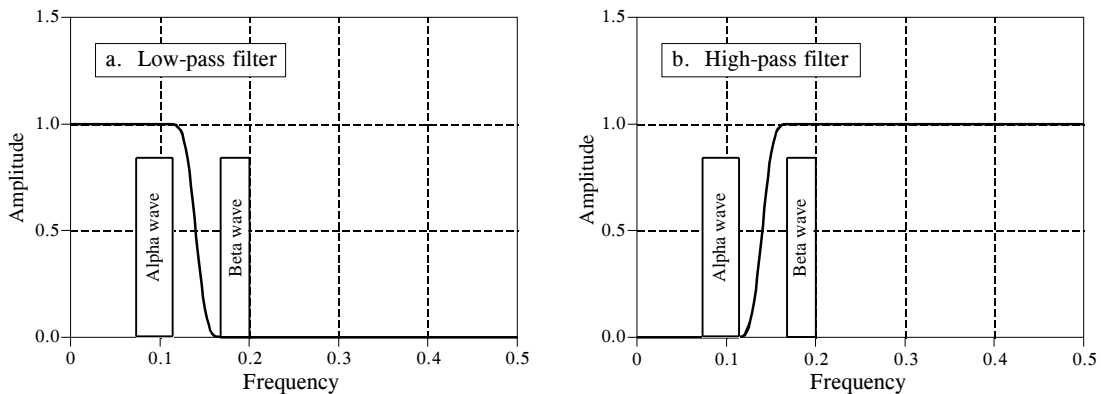 a. Low-pass filter
Amplitude
1.5
1.0
0.5
0.0
Alpha wave
Beta wave
0 0.1 0.2 0.3 0.4 0.5
Frequency
b. High-pass filter
Amplitude
1.5
1.0
0.5
0.0
Alpha wave
Beta wave
0 0.1 0.2 0.3 0.4 0.5
Frequency